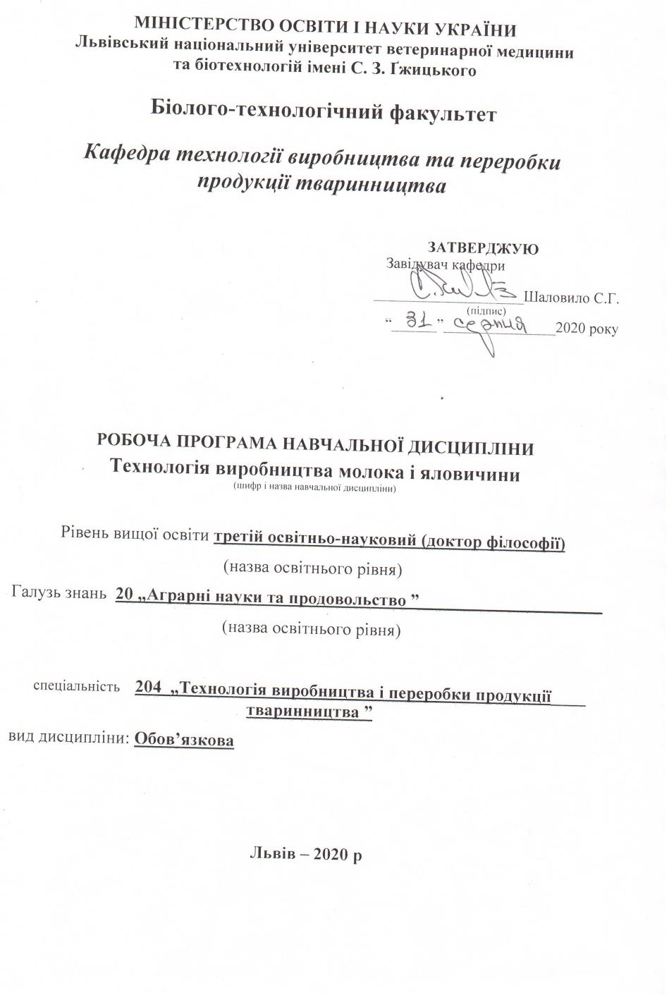 МІНІСТЕРСТВО ОСВІТИ І НАУКИ УКРАЇНИ
Львівський національний університет ветеринарної медицини
та біотехнологій імені С. З. Ґжицького
Біолого-технологічний факультет
Кафедра технології виробництва та переробки
продукції тваринництва
ЗАТВЕРДЖУЮ
Завідувач кафедри
Шаловило С.Г.
(підпис)
“ 31 ” серпня 2020 року
РОБОЧА ПРОГРАМА НАВЧАЛЬНОЇ ДИСЦИПЛІНИ
Технологія виробництва молока і яловичини
(шифр і назва навчальної дисципліни)
Рівень вищої освіти третій освітньо-науковий (доктор філософії)
(назва освітнього рівня)
Галузь знань 20 „Аграрні науки та продовольство ”
(назва освітнього рівня)
спеціальність 204 „Технологія виробництва і переробки продукції
тваринництва ”
вид дисципліни: Обов’язкова
Львів – 2020 р